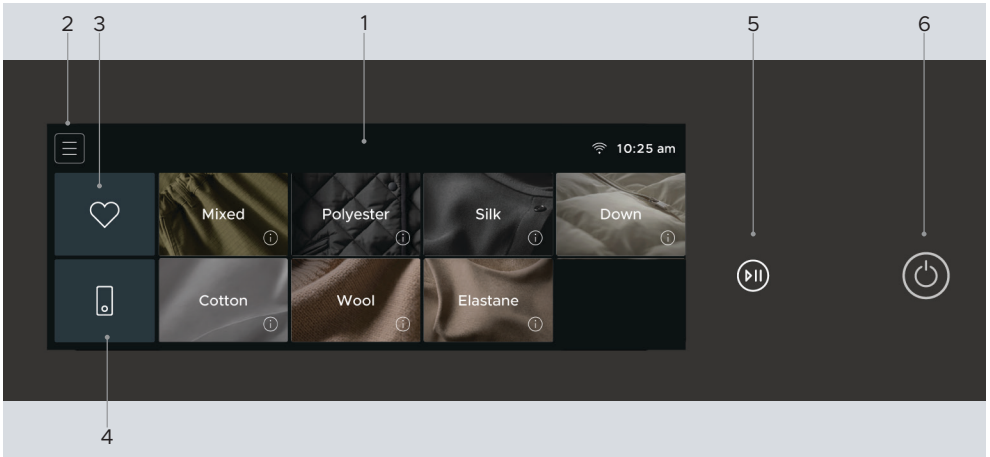 2 3 1 5 6
10:25 am
Mixed Polyester Silk Down
Cotton Wool Elastane
4